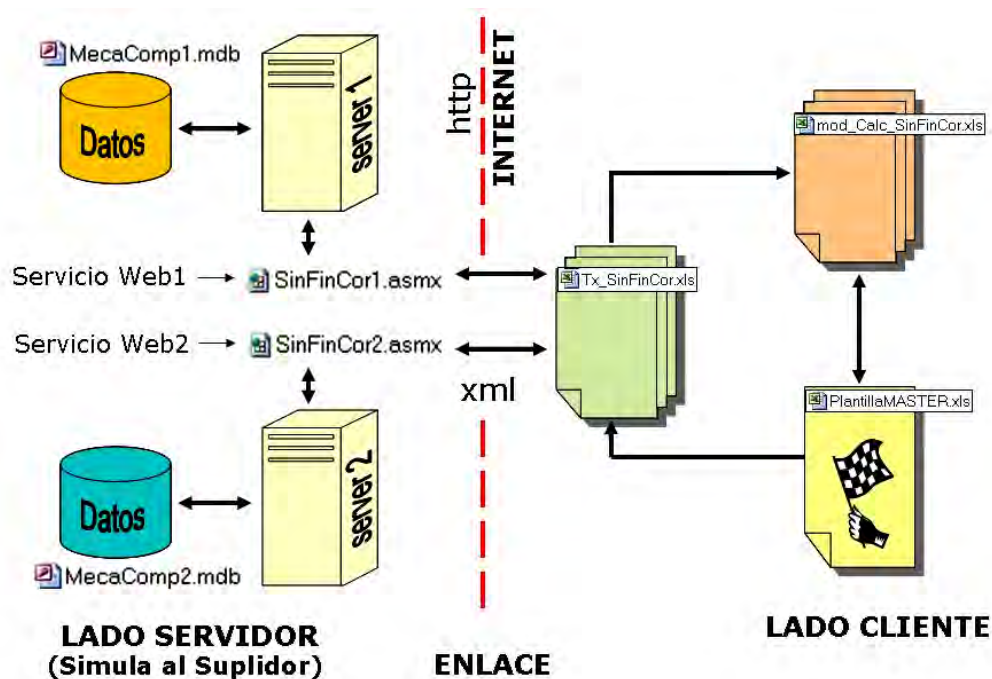 MecaComp1.mdb
Datos
server 1
http
INTERNET
mod_Calc_SinFinCor.xls
Servicio Web1
SinFinCor1.asmx
Tx_SinFinCor.xls
Servicio Web2
SinFinCor2.asmx
xml
PlantillaMASTER.xls
Datos
server 2
MecaComp2.mdb
LADO SERVIDOR
(Simula al Suplidor)
ENLACE
LADO CLIENTE